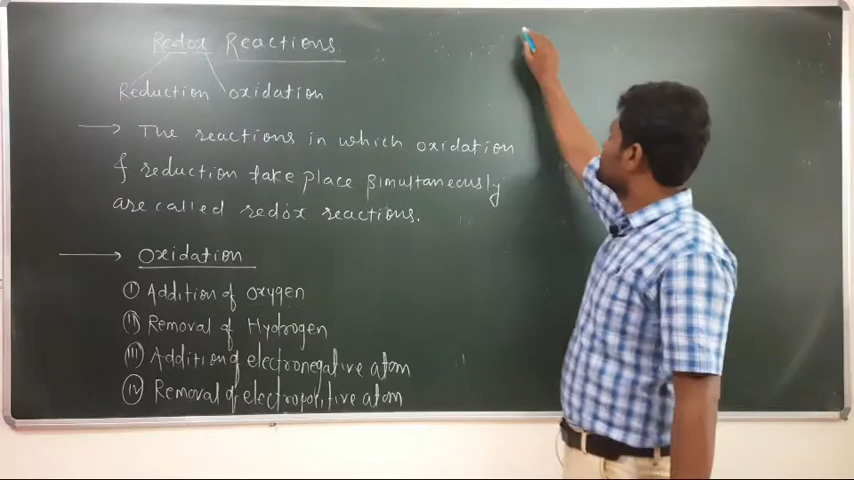 Redox Reactions.
Reduction oxidation
→ The reactions in which oxidation
& reduction take place simultaneously
are called redox reactions.
→ Oxidation
(i) Addition of oxygen
(ii) Removal of Hydrogen
(iii) Addition of electronegative atom
(iv) Removal of electropositive atom